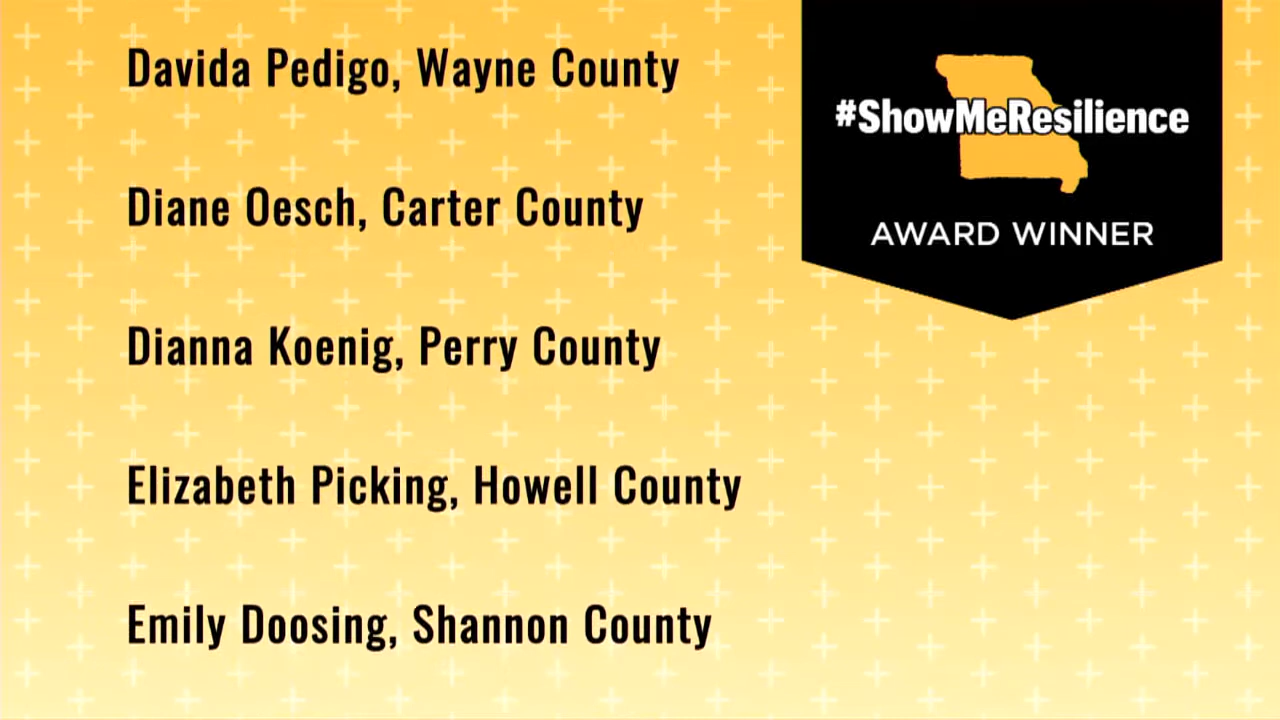 Davida Pedigo, Wayne County
Diane Oesch, Carter County
Dianna Koenig, Perry County
Elizabeth Picking, Howell County
Emily Doosing, Shannon County
#ShowMeResilience
AWARD WINNER